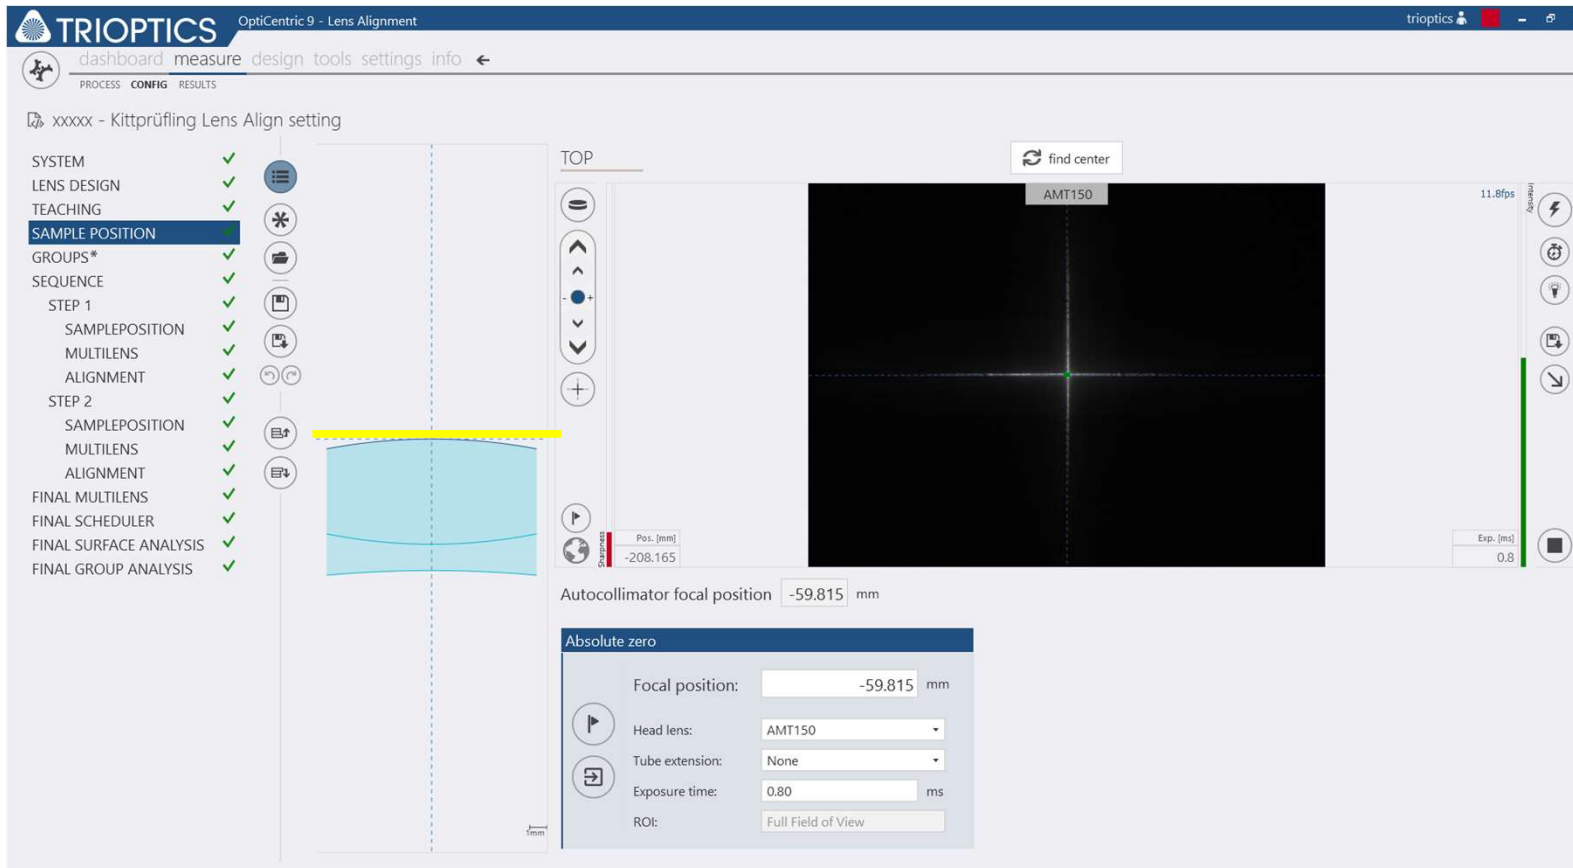 TRIOPTICS
OptiCentric 9 - Lens Alignment
trioptics
dashboard measure design tools settings info
PROCESS CONFIG RESULTS
xxxxx - Kittprüfling Lens Align setting
SYSTEM
LENS DESIGN
TEACHING
SAMPLE POSITION
GROUPS*
SEQUENCE
STEP 1
SAMPLEPOSITION
MULTILENS
ALIGNMENT
STEP 2
SAMPLEPOSITION
MULTILENS
ALIGNMENT
FINAL MULTILENS
FINAL SCHEDULER
FINAL SURFACE ANALYSIS
FINAL GROUP ANALYSIS
1mm
TOP
find center
AMT150
11.8fps
Intensity
- +
Sharpness
Pos. [mm]
-208.165
Exp. [ms]
0.8
Autocollimator focal position -59.815 mm
Absolute zero
Focal position: -59.815 mm
Head lens: AMT150
Tube extension: None
Exposure time: 0.80 ms
ROI: Full Field of View